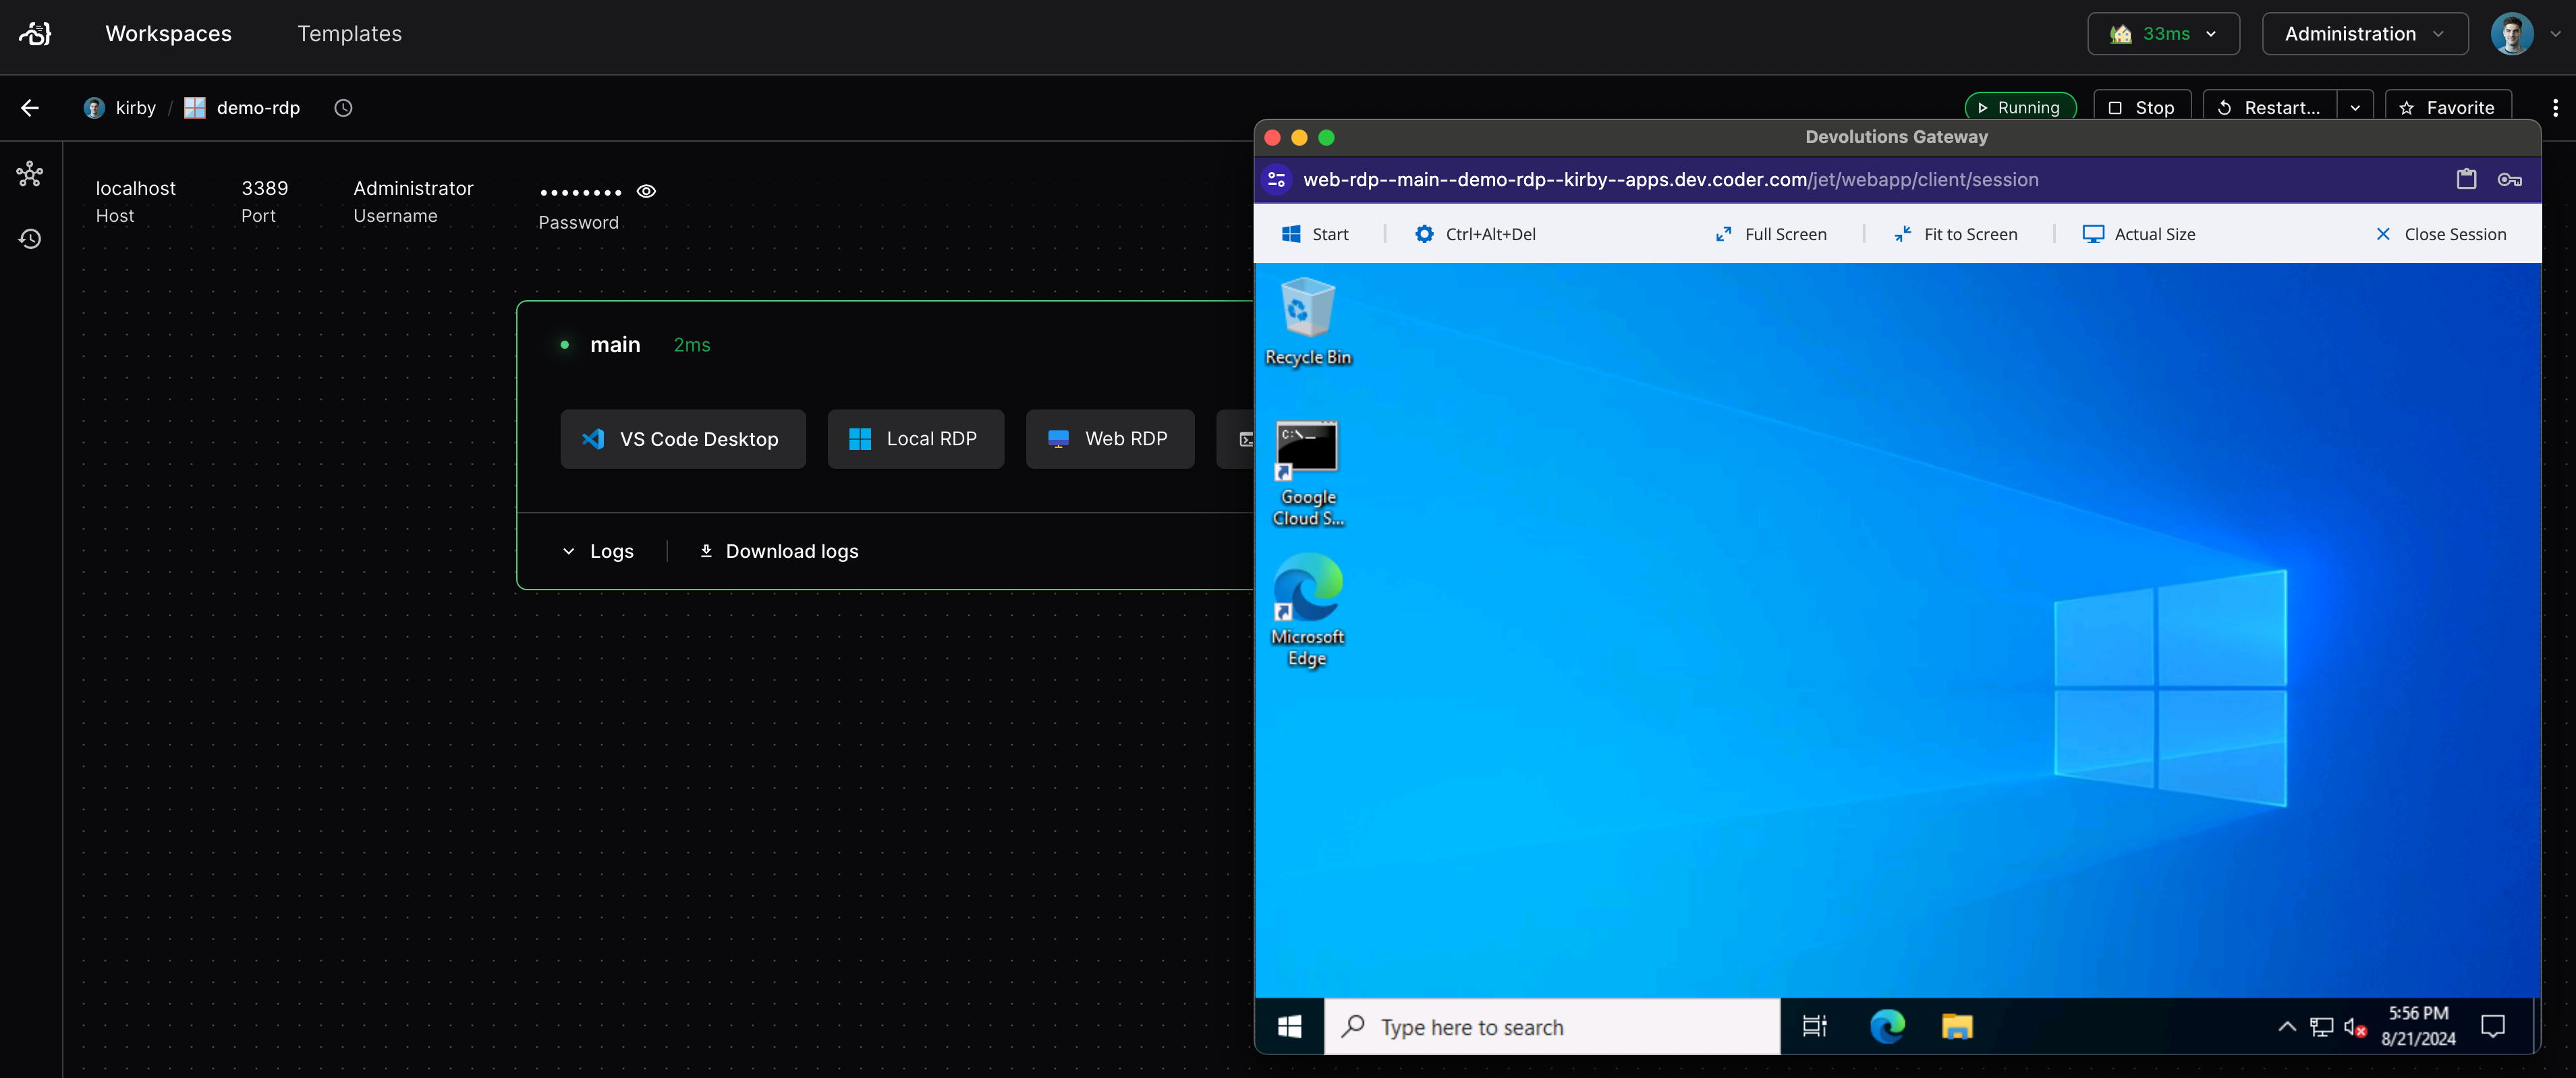 Workspaces
Templates
33ms
Administration
kirby / demo-rdp
Running
Stop
Restart...
Favorite
localhost
Host
3389
Port
Administrator
Username
••••••••
Password
main
2ms
VS Code Desktop
Local RDP
Web RDP
Logs
Download logs
Devolutions Gateway
web-rdp--main--demo-rdp--kirby--apps.dev.coder.com/jet/webapp/client/session
Start
Ctrl+Alt+Del
Full Screen
Fit to Screen
Actual Size
Close Session
Recycle Bin
C:\_
Google
Cloud S...
Microsoft
Edge
Type here to search
5:56 PM
8/21/2024